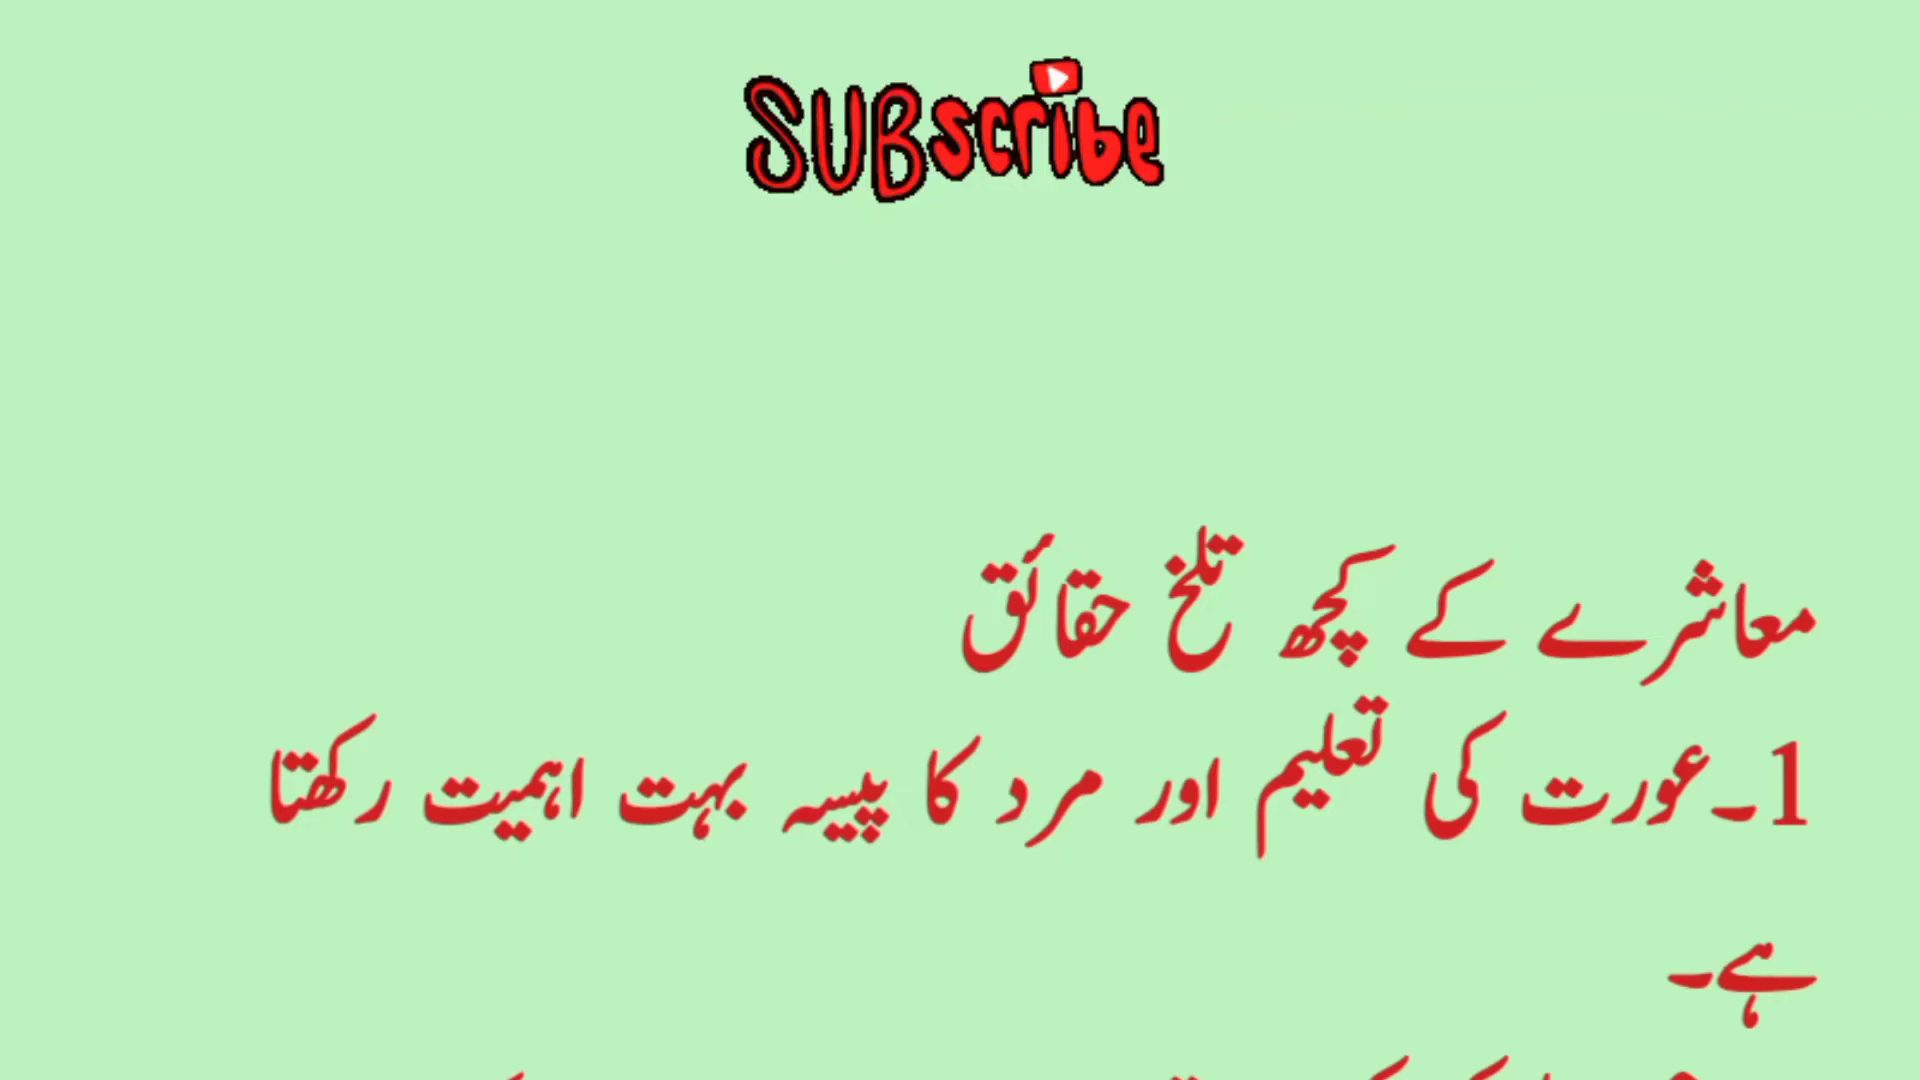 SUBscribe
معاشرے کے کچھ تلخ حقائق
1۔عورت کی تعلیم اور مرد کا پیسہ بہت اہمیت رکھتا
ہے۔